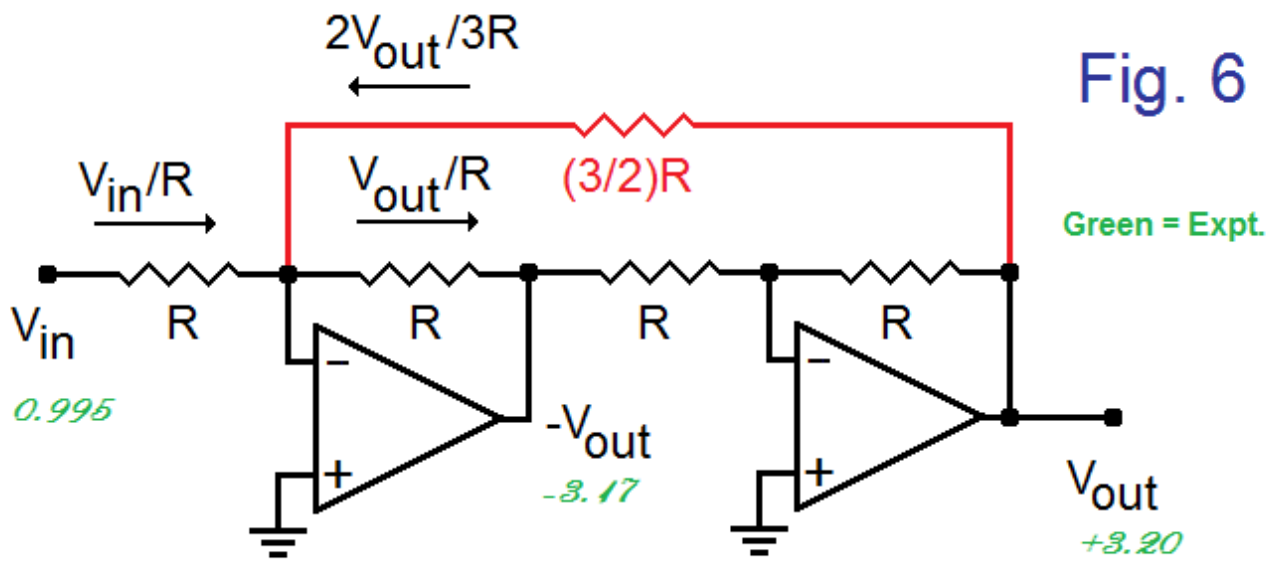 2Vout/3R
Fig. 6
(3/2)R
Vin/R
Vout/R
Green = Expt.
R
R
R
R
Vin
0.995
−
+
−
+
-Vout
-3.17
Vout
+3.20